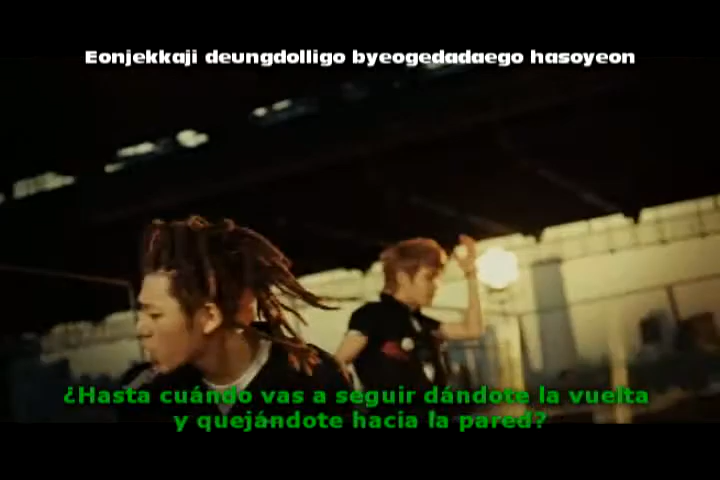 Eonjekkaji deungdolligo byeogedadaego hasoyeon
¿Hasta cuándo vas a seguir dándote la vuelta
y quejándote hacia la pared?